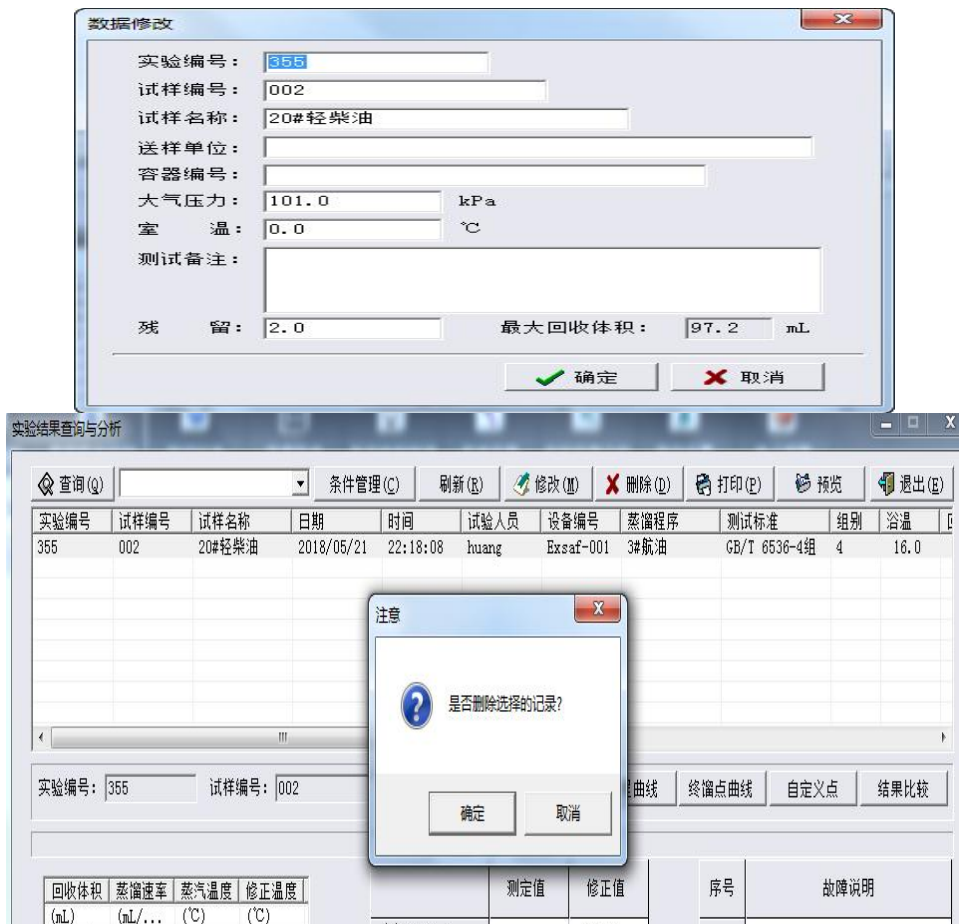 数据修改
实验编号： 355
试样编号： 002
试样名称： 20#轻柴油
送样单位：
容器编号：
大气压力： 101.0 kPa
室 温： 0.0 ℃
测试备注：
残 留： 2.0 最大回收体积： 97.2 mL
确定 取消
实验结果查询与分析
查询(Q) 条件管理(C) 刷新(R) 修改(M) 删除(D) 打印(P) 预览 退出(E)
实验编号 试样编号 试样名称 日期 时间 试验人员 设备编号 蒸馏程序 测试标准 组别 浴温
355 002 20#轻柴油 2018/05/21 22:18:08 huang Exsaf-001 3#航油 GB/T 6536-4组 4 16.0
注意
是否删除选择的记录?
确定 取消
实验编号： 355 试样编号： 002 曲线 终馏点曲线 自定义点 结果比较
回收体积 蒸馏速率 蒸汽温度 修正温度 测定值 修正值 序号 故障说明
(mL) (mL/... (℃) (℃)